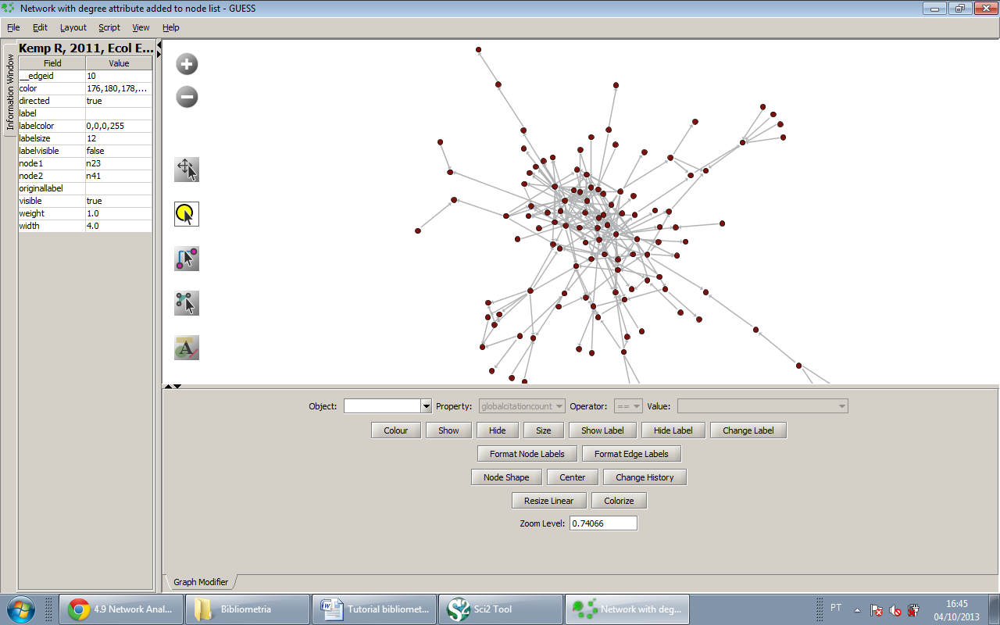 Network with degree attribute added to node list - GUESS
File Edit Layout Script View Help
Information Window
Kemp R, 2011, Ecol E...
Field Value
__edgeid 10
color 176,180,178,...
directed true
label
labelcolor 0,0,0,255
labelsize 12
labelvisible false
node1 n23
node2 n41
originallabel
visible true
weight 1.0
width 4.0
A
Object: Property: globalcitationcount Operator: == Value:
Colour Show Hide Size Show Label Hide Label Change Label
Format Node Labels Format Edge Labels
Node Shape Center Change History
Resize Linear Colorize
Zoom Level: 0.74066
Graph Modifier
4.9 Network Anal... Bibliometria Tutorial bibliomet... Sci2 Tool Network with deg... PT 16:45
04/10/2013